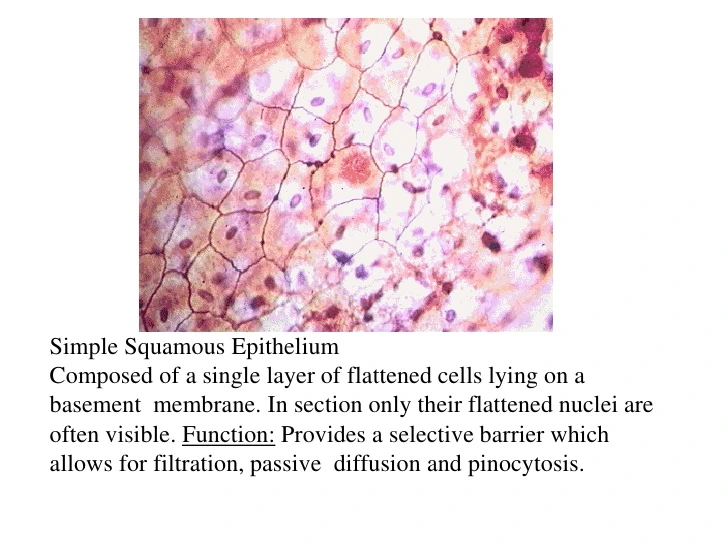 Simple Squamous Epithelium
Composed of a single layer of flattened cells lying on a
basement  membrane. In section only their flattened nuclei are
often visible. Function: Provides a selective barrier which
allows for filtration, passive  diffusion and pinocytosis.